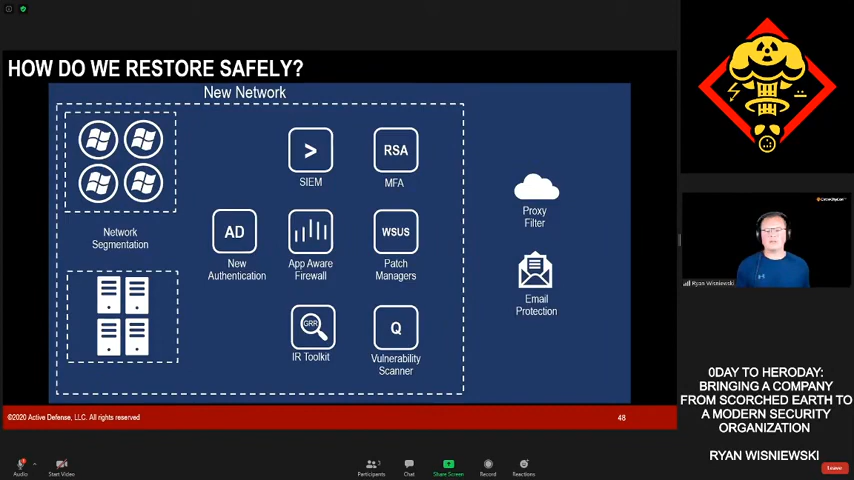 HOW DO WE RESTORE SAFELY?
New Network
>
SIEM
RSA
MFA
Network
Segmentation
AD
New
Authentication
App Aware
Firewall
WSUS
Patch
Managers
GRR
IR Toolkit
Q
Vulnerability
Scanner
Proxy
Filter
Email
Protection
©2020 Active Defense, LLC. All rights reserved
48
Ryan Wisniewski
0DAY TO HERODAY:
BRINGING A COMPANY
FROM SCORCHED EARTH TO
A MODERN SECURITY
ORGANIZATION
RYAN WISNIEWSKI
Audio
Start Video
Participants
Chat
Share Screen
Record
Reactions
Leave